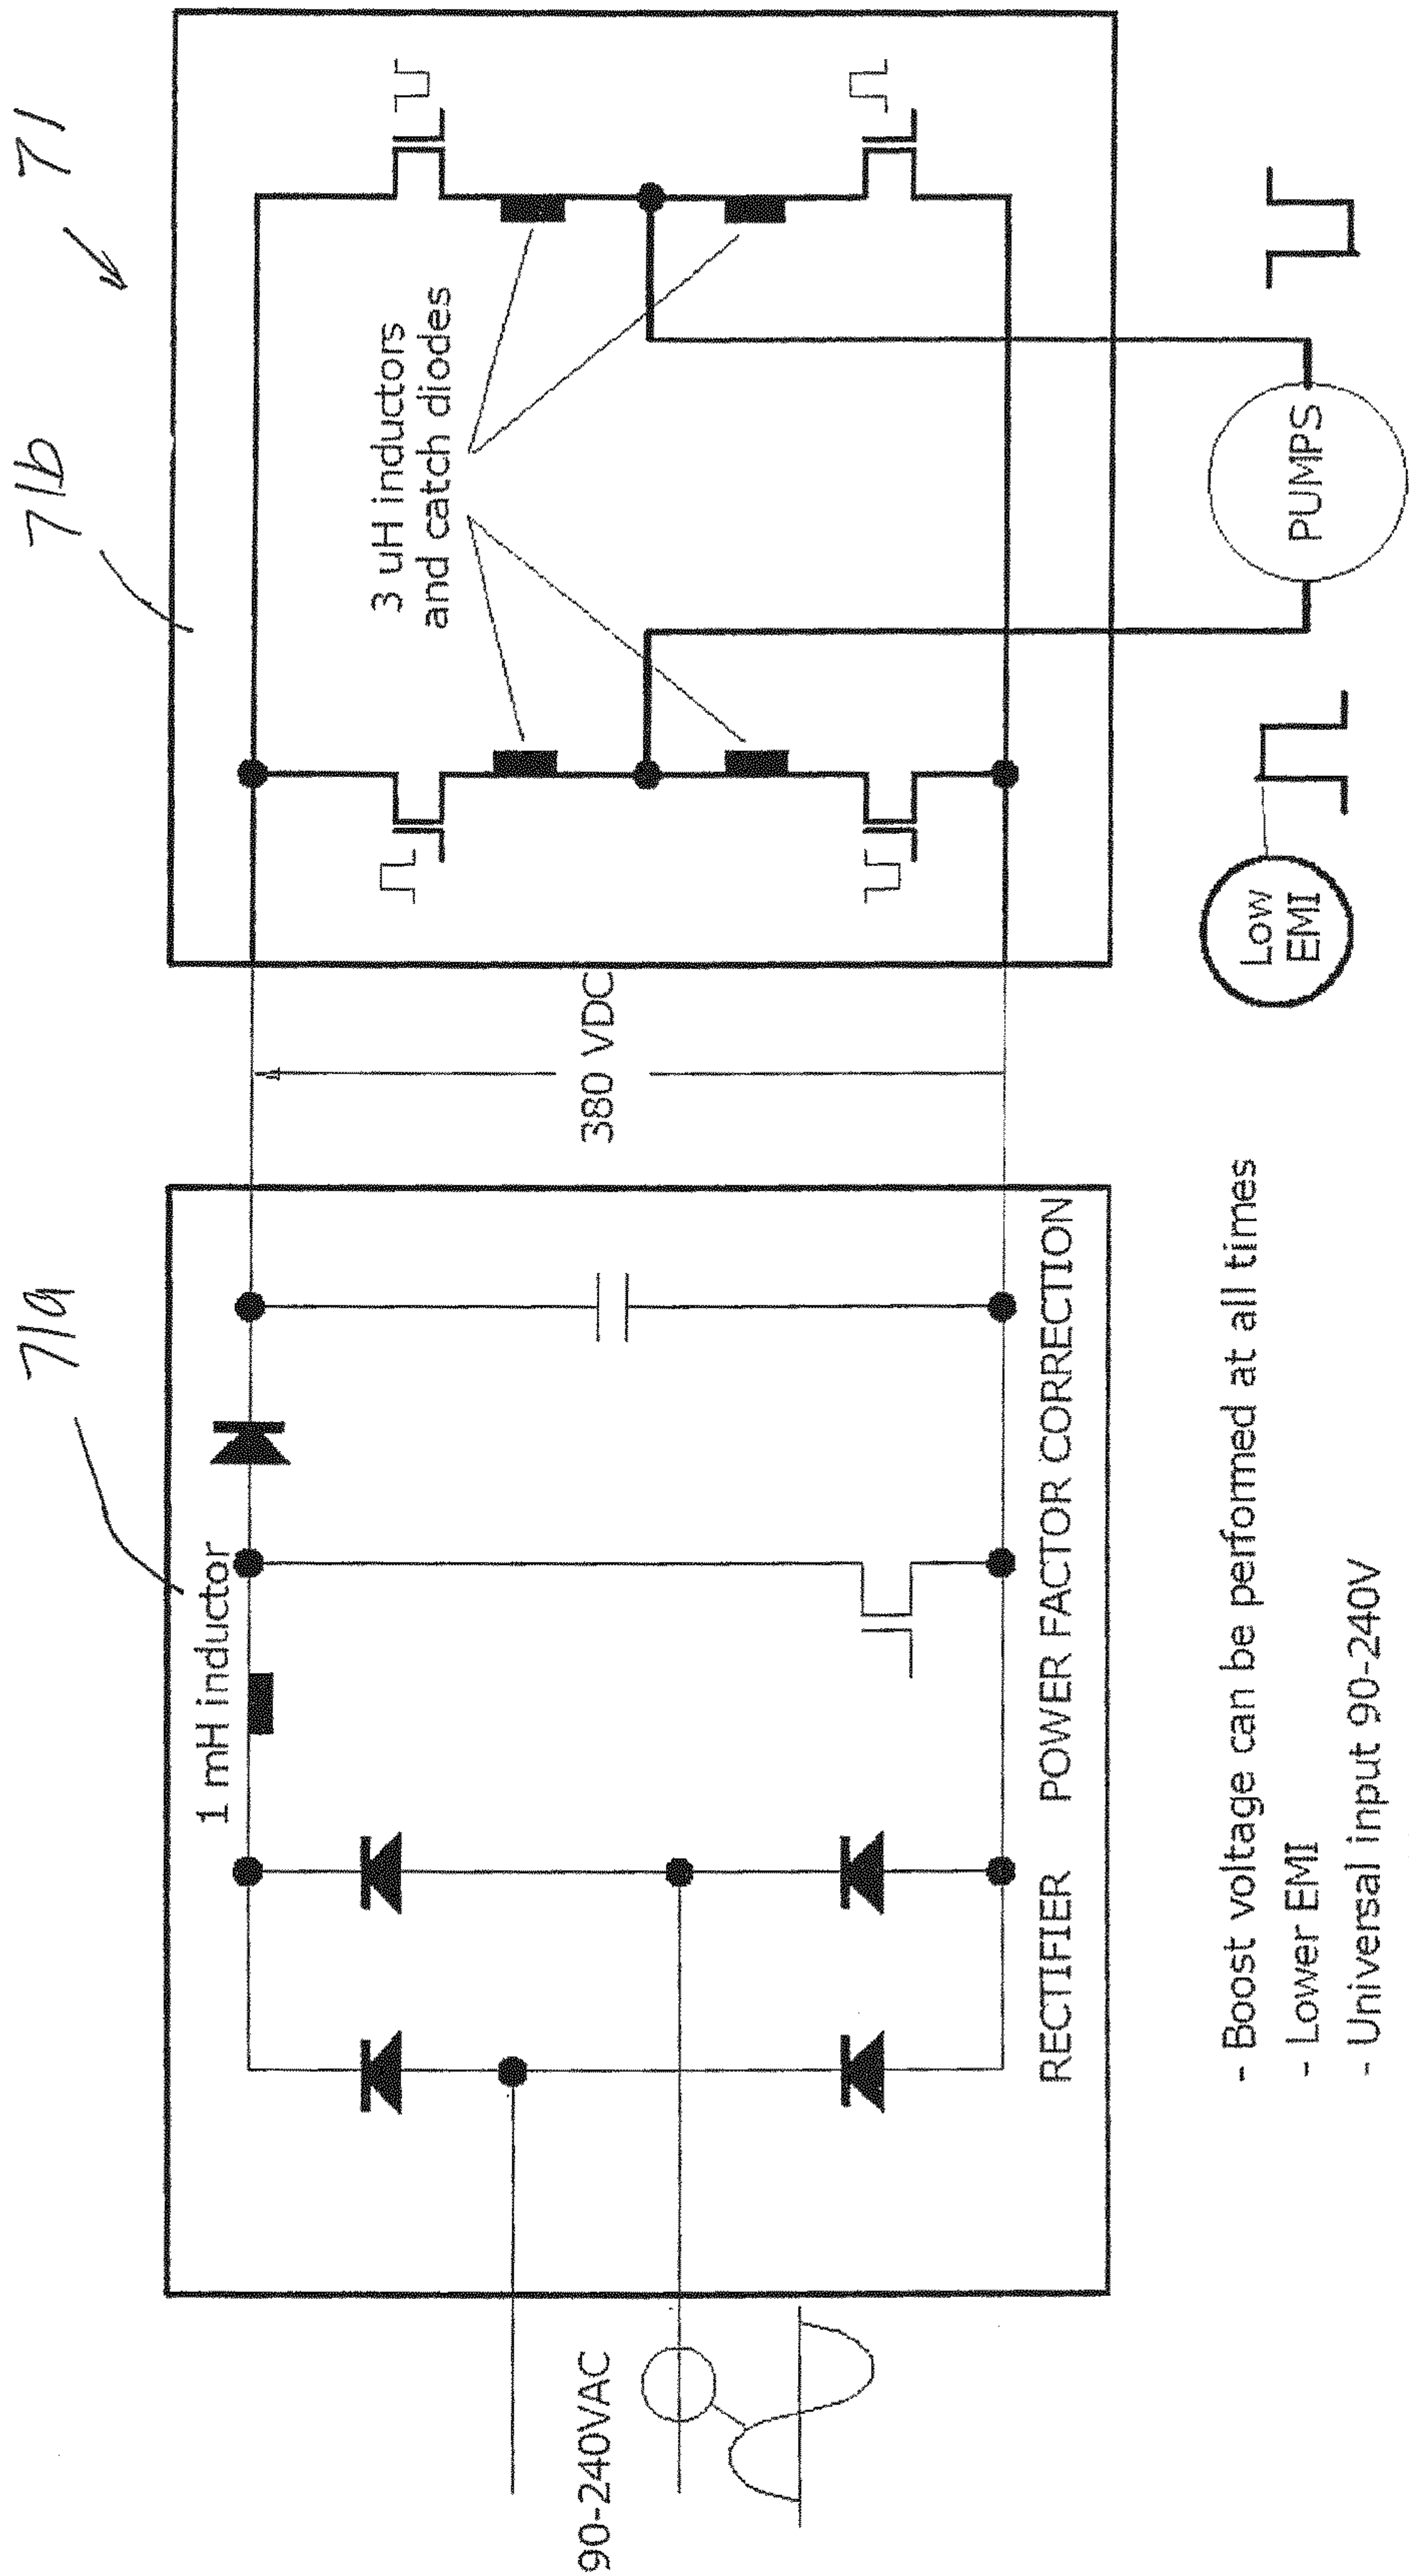 71
71a
71b
1 mH inductor
3 uH inductors
and catch diodes
90-240VAC
380 VDC
RECTIFIER
POWER FACTOR CORRECTION
PUMPS
Low
EMI
- Boost voltage can be performed at all times
- Lower EMI
- Universal input 90-240V